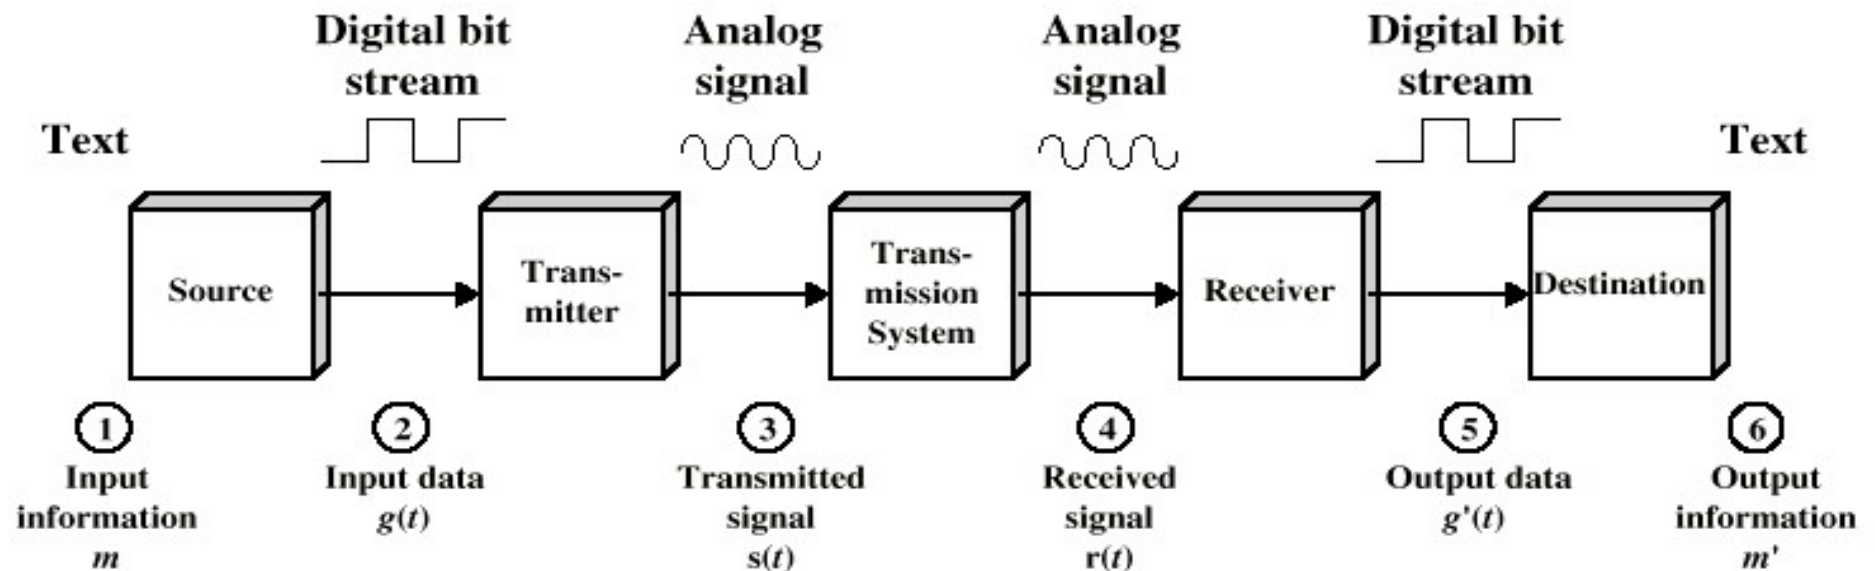 Digital bit
stream
Analog
signal
Analog
signal
Digital bit
stream
Text
Text
Source
Trans-
mitter
Trans-
mission
System
Receiver
Destination
1
Input
information
m
2
Input data
g(t)
3
Transmitted
signal
s(t)
4
Received
signal
r(t)
5
Output data
g'(t)
6
Output
information
m'